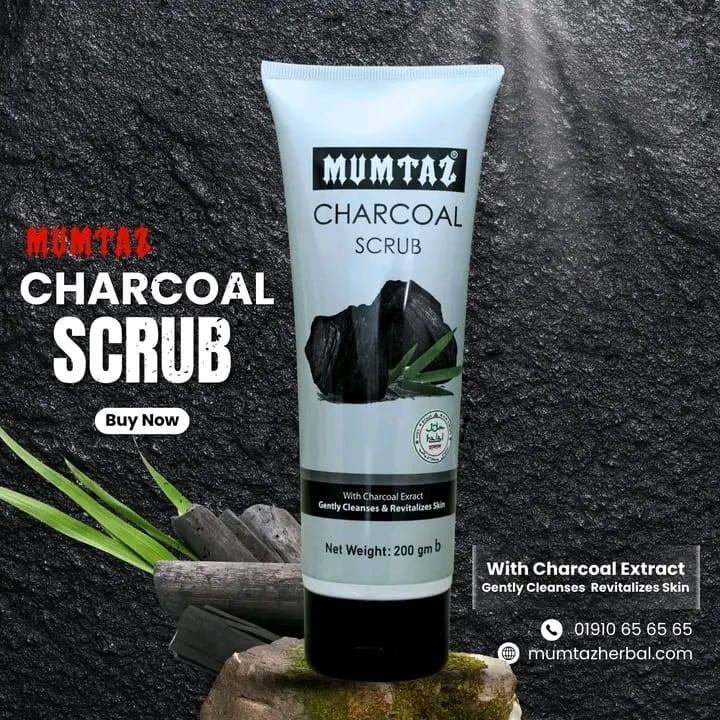 MUMTAZ
CHARCOAL
SCRUB
Buy Now
MUMTAZ®
CHARCOAL
SCRUB
With Charcoal Exract
Gently Cleanses & Revitalizes Skin
Net Weight: 200 gm b
With Charcoal Extract
Gently Cleanses Revitalizes Skin
01910 65 65 65
mumtazherbal.com